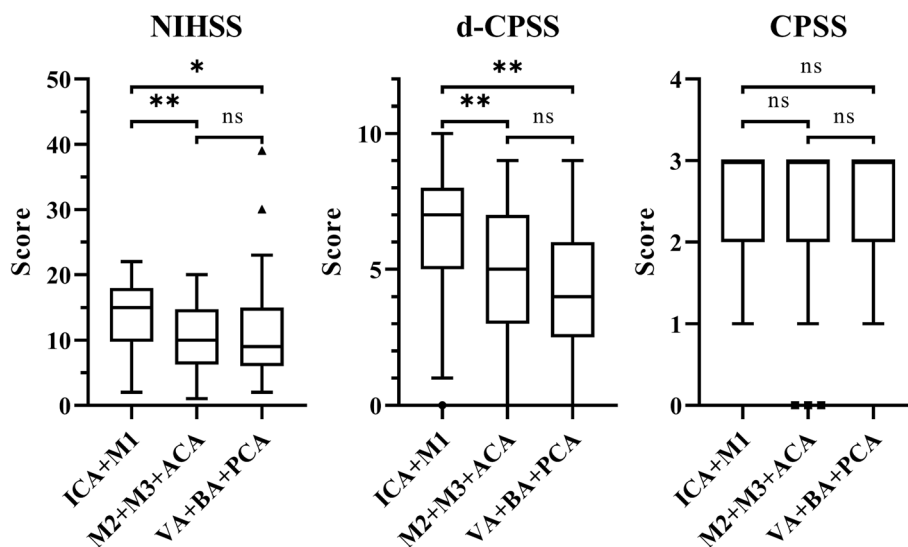 NIHSS
d-CPSS
CPSS
Score
50
40
30
20
10
0
*
**
ns
ICA+M1
M2+M3+ACA
VA+BA+PCA
Score
10
5
0
**
**
ns
ICA+M1
M2+M3+ACA
VA+BA+PCA
Score
4
3
2
1
0
ns
ns
ns
ICA+M1
M2+M3+ACA
VA+BA+PCA